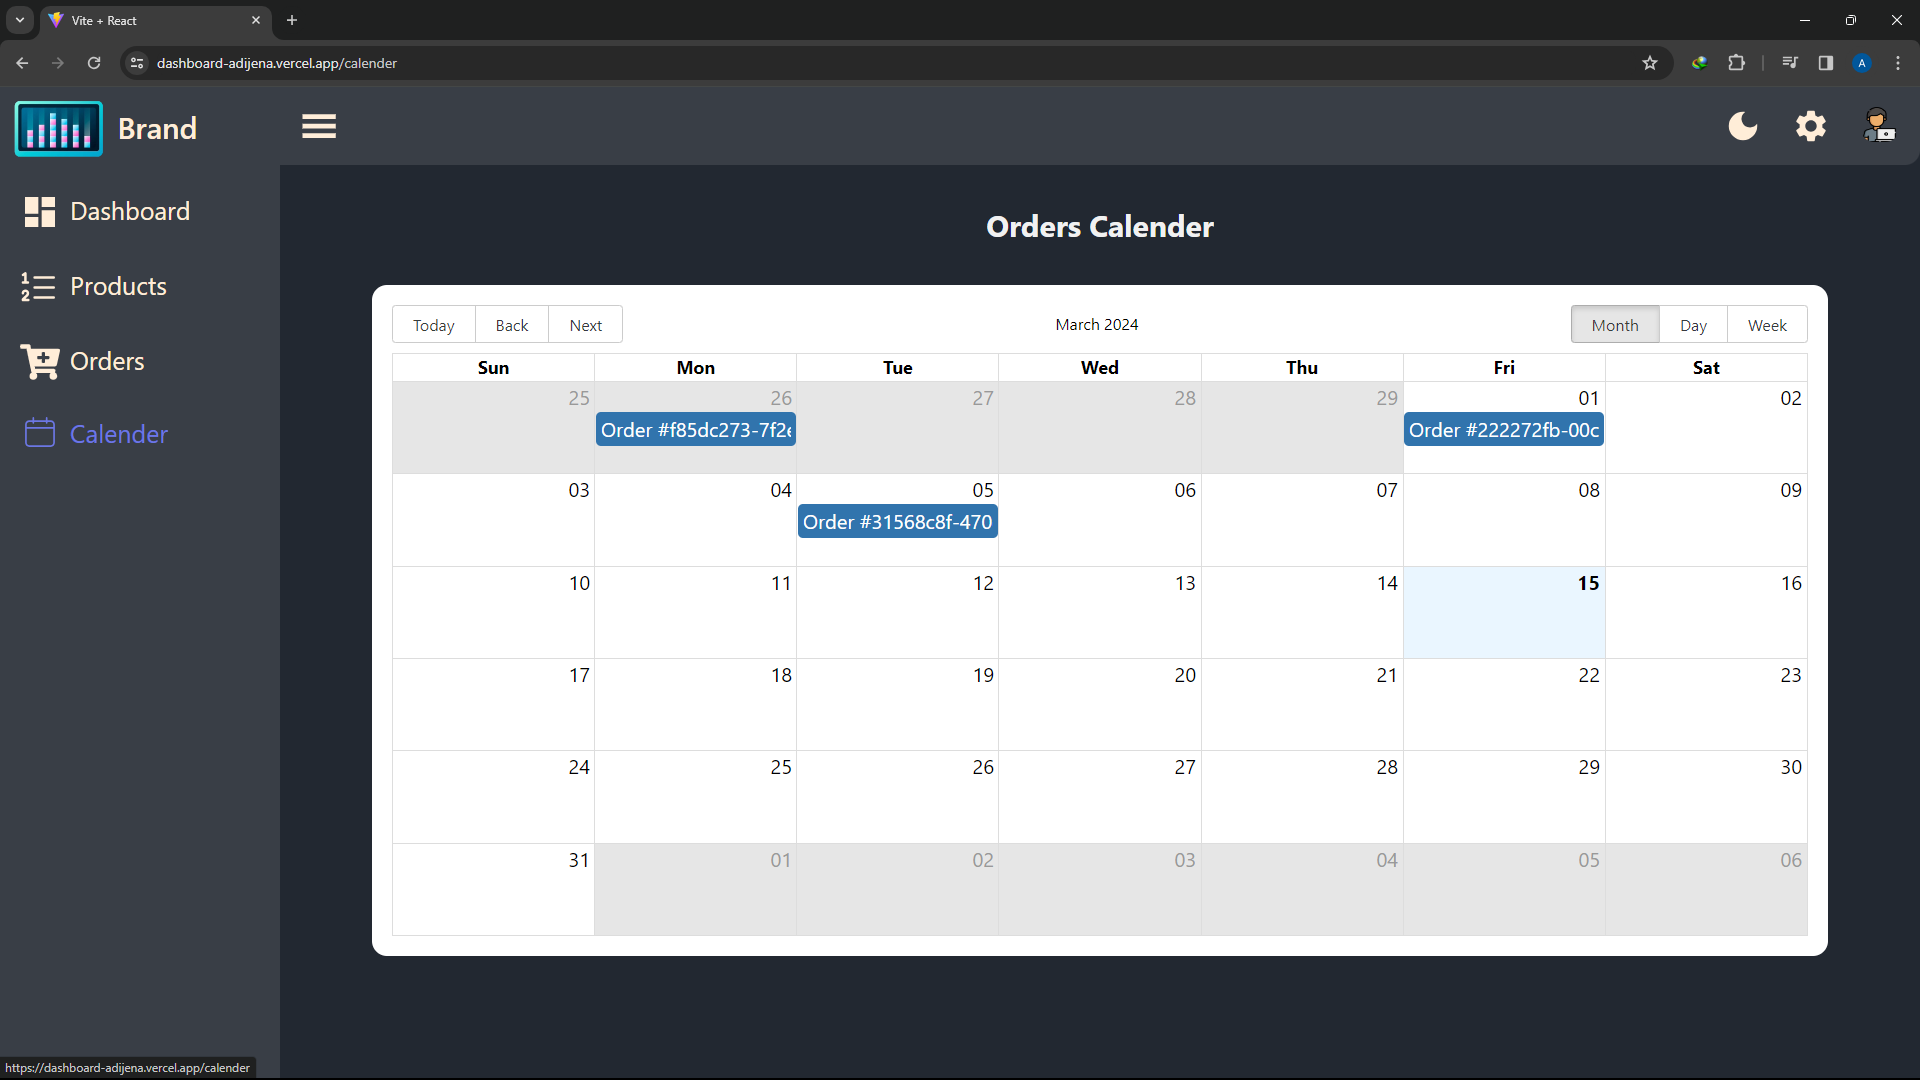 Vite + React
dashboard-adijena.vercel.app/calender
A
Brand
Dashboard
1
2
Products
Orders
Calender
Orders Calender
Today Back Next
March 2024
Month Day Week
Sun Mon Tue Wed Thu Fri Sat
25 26 27 28 29 01 02
Order #f85dc273-7f2e Order #222272fb-00c
03 04 05 06 07 08 09
Order #31568c8f-470
10 11 12 13 14 15 16
17 18 19 20 21 22 23
24 25 26 27 28 29 30
31 01 02 03 04 05 06
https://dashboard-adijena.vercel.app/calender